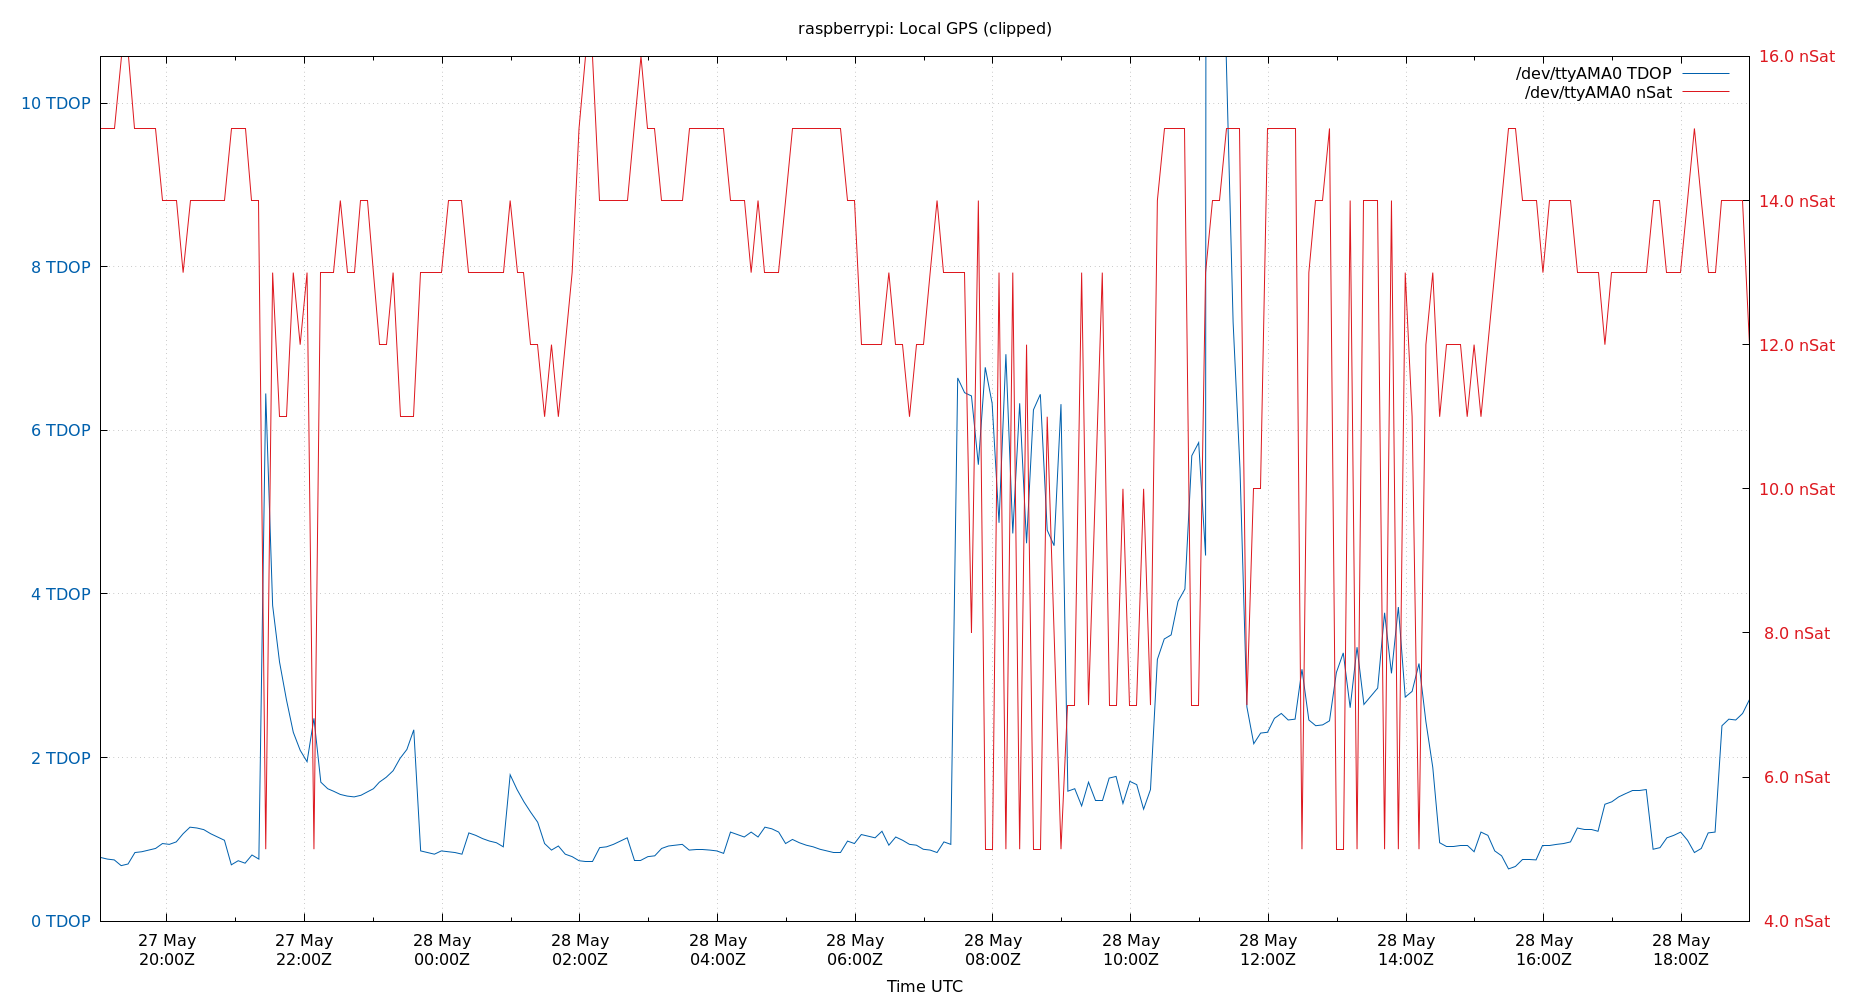 raspberrypi: Local GPS (clipped)
/dev/ttyAMA0 TDOP
/dev/ttyAMA0 nSat
10 TDOP
8 TDOP
6 TDOP
4 TDOP
2 TDOP
0 TDOP
16.0 nSat
14.0 nSat
12.0 nSat
10.0 nSat
8.0 nSat
6.0 nSat
4.0 nSat
27 May
20:00Z
27 May
22:00Z
28 May
00:00Z
28 May
02:00Z
28 May
04:00Z
28 May
06:00Z
28 May
08:00Z
28 May
10:00Z
28 May
12:00Z
28 May
14:00Z
28 May
16:00Z
28 May
18:00Z
Time UTC